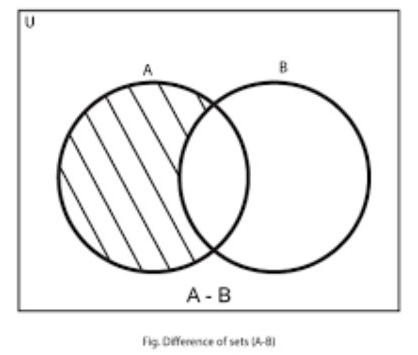 U
A B
A - B
Fig. Difference of sets (A-B)